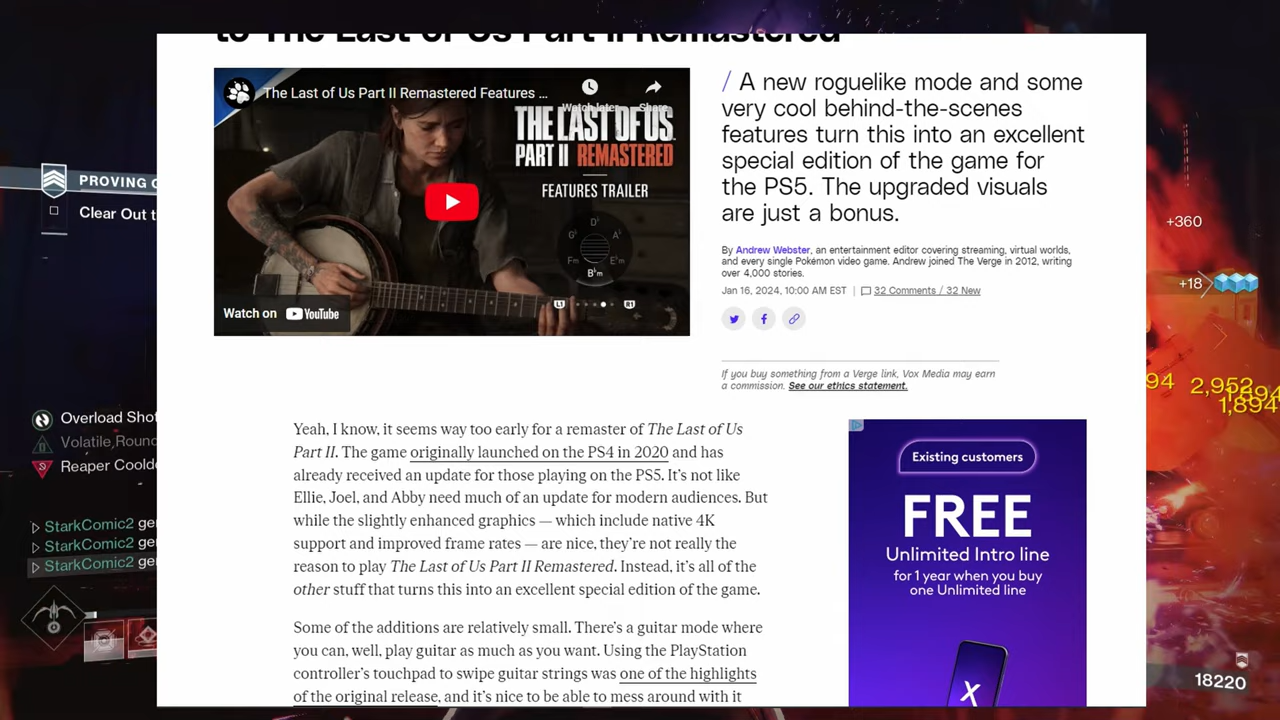 to The Last of Us Part II Remastered
The Last of Us Part II Remastered Features ...
Watch later
Share
THE LAST OF US
PART II REMASTERED
FEATURES TRAILER
D♭
G♭ A♭
Fm E♭m
B♭m
L1 R1
Watch on YouTube
/ A new roguelike mode and some
very cool behind-the-scenes
features turn this into an excellent
special edition of the game for
the PS5. The upgraded visuals
are just a bonus.
By Andrew Webster, an entertainment editor covering streaming, virtual worlds,
and every single Pokémon video game. Andrew joined The Verge in 2012, writing
over 4,000 stories.
Jan 16, 2024, 10:00 AM EST | 32 Comments / 32 New
If you buy something from a Verge link, Vox Media may earn
a commission. See our ethics statement.
Yeah, I know, it seems way too early for a remaster of The Last of Us
Part II. The game originally launched on the PS4 in 2020 and has
already received an update for those playing on the PS5. It's not like
Ellie, Joel, and Abby need much of an update for modern audiences. But
while the slightly enhanced graphics — which include native 4K
support and improved frame rates — are nice, they're not really the
reason to play The Last of Us Part II Remastered. Instead, it's all of the
other stuff that turns this into an excellent special edition of the game.
Some of the additions are relatively small. There's a guitar mode where
you can, well, play guitar as much as you want. Using the PlayStation
controller's touchpad to swipe guitar strings was one of the highlights
of the original release, and it's nice to be able to mess around with it
Existing customers
FREE
Unlimited Intro line
for 1 year when you buy
one Unlimited line
X
PROVING
Clear Out
Overload Shot
Volatile Round
Reaper
StarkComic2
StarkComic2
StarkComic2
+360
+18
2,952
1,894
18220